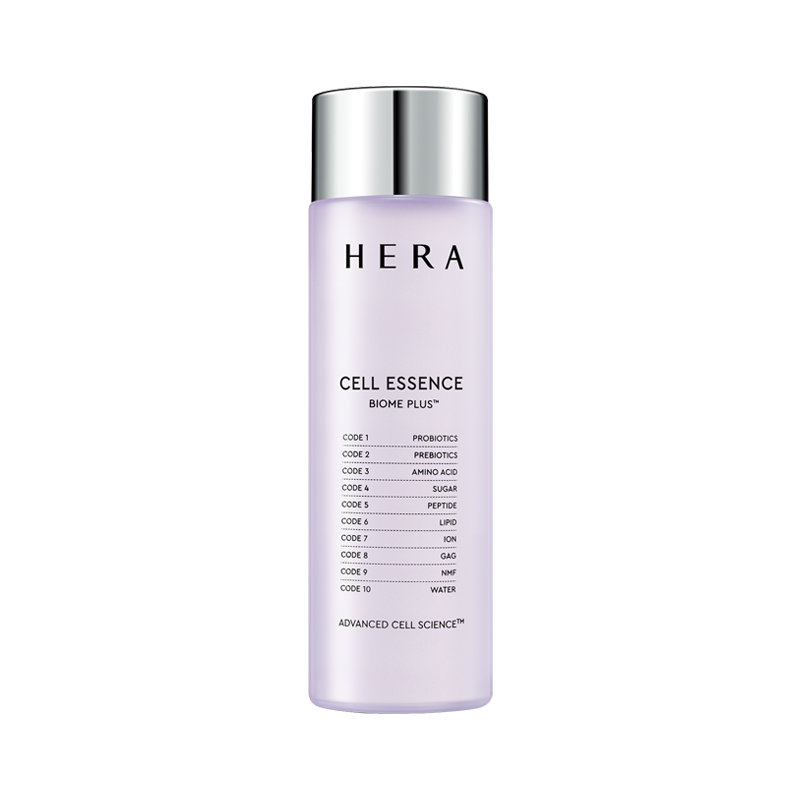 HERA
CELL ESSENCE
BIOME PLUS™
CODE 1 PROBIOTICS
CODE 2 PREBIOTICS
CODE 3 AMINO ACID
CODE 4 SUGAR
CODE 5 PEPTIDE
CODE 6 LIPID
CODE 7 ION
CODE 8 GAG
CODE 9 NMF
CODE 10 WATER
ADVANCED CELL SCIENCE™